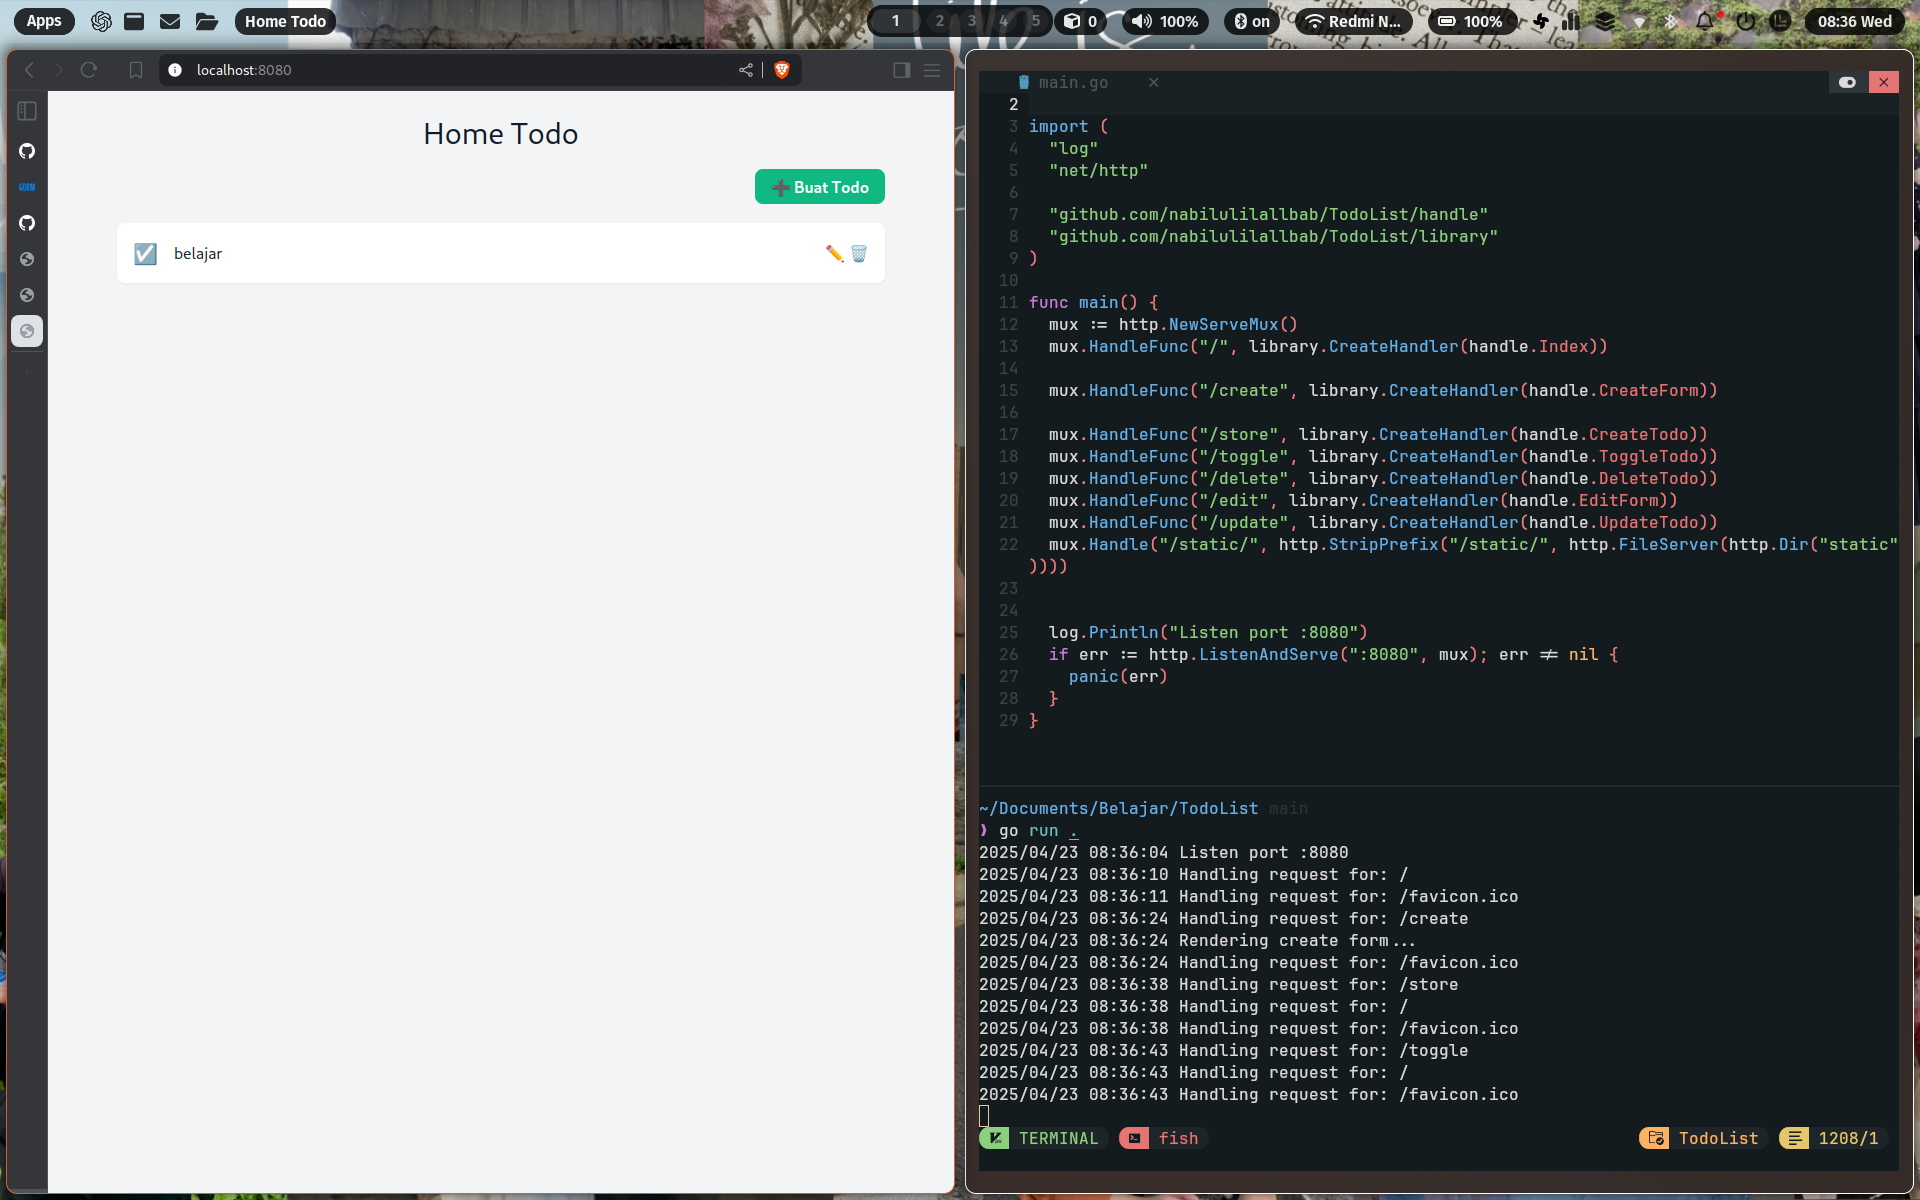 Apps
Home Todo
1 2 3 4 5
0
100%
on
Redmi N...
100%
08:36 Wed
localhost:8080
GORM
Home Todo
➕ Buat Todo
belajar
main.go
2
3 import (
4 "log"
5 "net/http"
6
7 "github.com/nabilulilallbab/TodoList/handle"
8 "github.com/nabilulilallbab/TodoList/library"
9 )
10
11 func main() {
12 mux := http.NewServeMux()
13 mux.HandleFunc("/", library.CreateHandler(handle.Index))
14
15 mux.HandleFunc("/create", library.CreateHandler(handle.CreateForm))
16
17 mux.HandleFunc("/store", library.CreateHandler(handle.CreateTodo))
18 mux.HandleFunc("/toggle", library.CreateHandler(handle.ToggleTodo))
19 mux.HandleFunc("/delete", library.CreateHandler(handle.DeleteTodo))
20 mux.HandleFunc("/edit", library.CreateHandler(handle.EditForm))
21 mux.HandleFunc("/update", library.CreateHandler(handle.UpdateTodo))
22 mux.Handle("/static/", http.StripPrefix("/static/", http.FileServer(http.Dir("static"
))))
23
24
25 log.Println("Listen port :8080")
26 if err := http.ListenAndServe(":8080", mux); err != nil {
27 panic(err)
28 }
29 }
~/Documents/Belajar/TodoList main
❯ go run .
2025/04/23 08:36:04 Listen port :8080
2025/04/23 08:36:10 Handling request for: /
2025/04/23 08:36:11 Handling request for: /favicon.ico
2025/04/23 08:36:24 Handling request for: /create
2025/04/23 08:36:24 Rendering create form...
2025/04/23 08:36:24 Handling request for: /favicon.ico
2025/04/23 08:36:38 Handling request for: /store
2025/04/23 08:36:38 Handling request for: /
2025/04/23 08:36:38 Handling request for: /favicon.ico
2025/04/23 08:36:43 Handling request for: /toggle
2025/04/23 08:36:43 Handling request for: /
2025/04/23 08:36:43 Handling request for: /favicon.ico
TERMINAL
fish
TodoList
1208/1